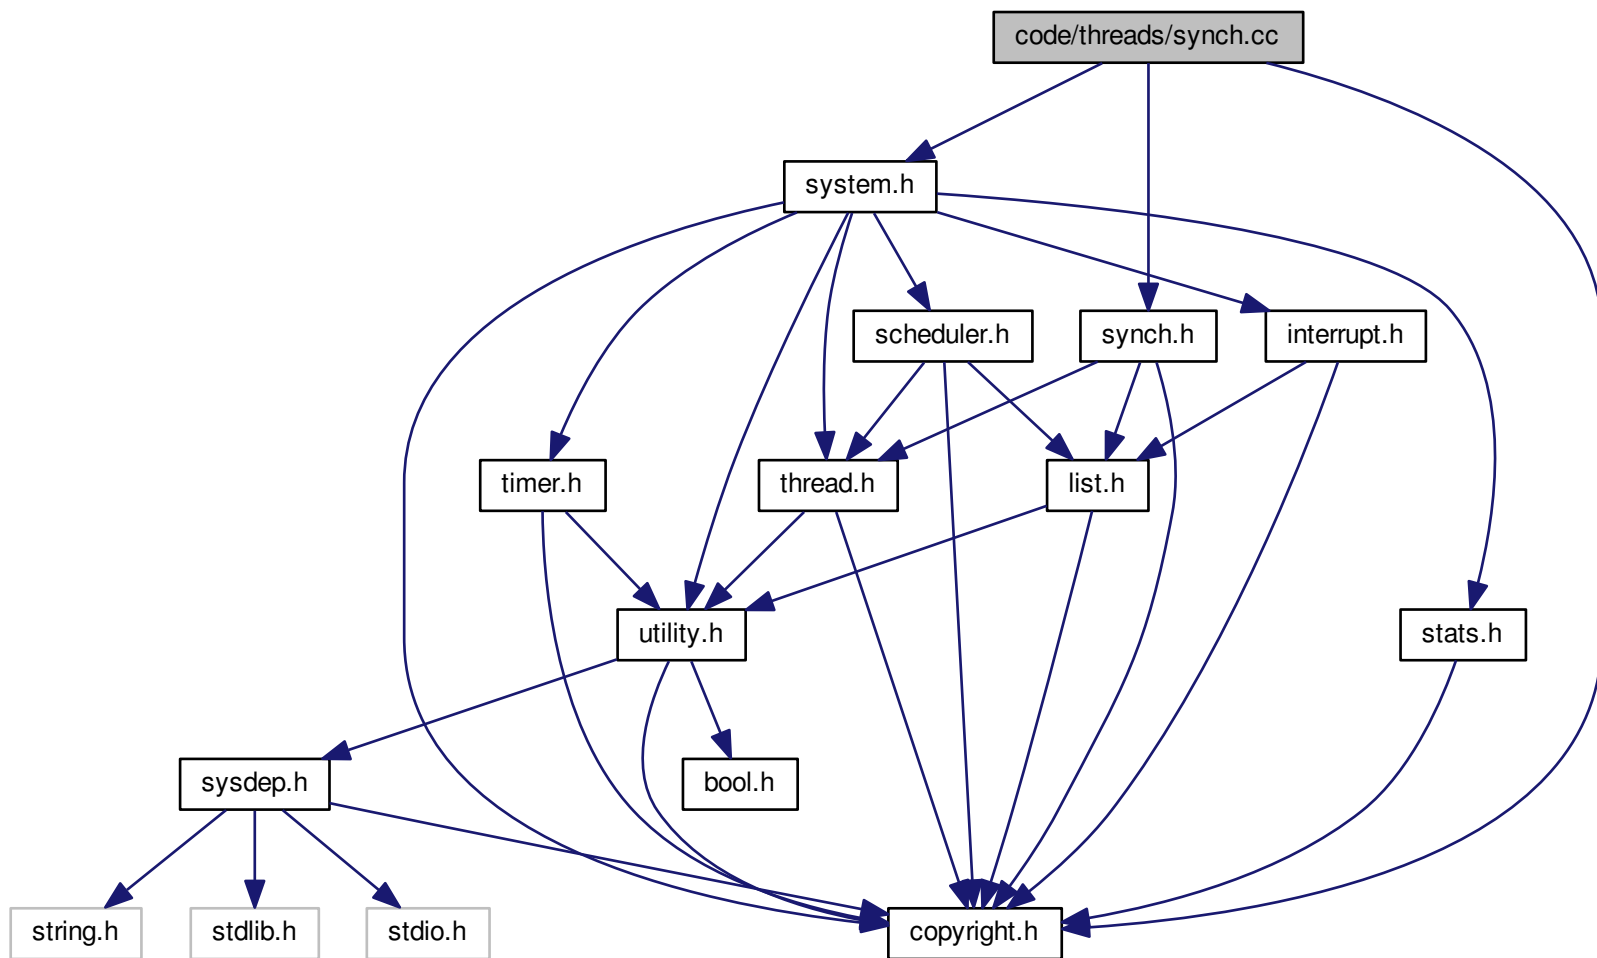 code/threads/synch.cc
system.h
scheduler.h
synch.h
interrupt.h
timer.h
thread.h
list.h
utility.h
stats.h
sysdep.h
bool.h
string.h
stdlib.h
stdio.h
copyright.h